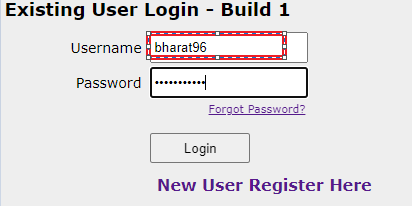 Existing User Login - Build 1
Username bharat96
Password •••••••••••
Forgot Password?
Login
New User Register Here